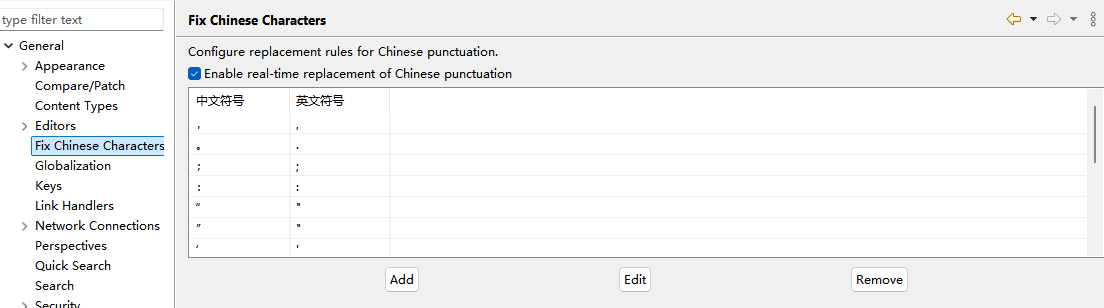 type filter text
General
Appearance
Compare/Patch
Content Types
Editors
Fix Chinese Characters
Globalization
Keys
Link Handlers
Network Connections
Perspectives
Quick Search
Search
Security
Fix Chinese Characters
Configure replacement rules for Chinese punctuation.
Enable real-time replacement of Chinese punctuation
中文符号 英文符号
， ,
。 .
； ;
： :
“ "
” "
‘ '
Add Edit Remove